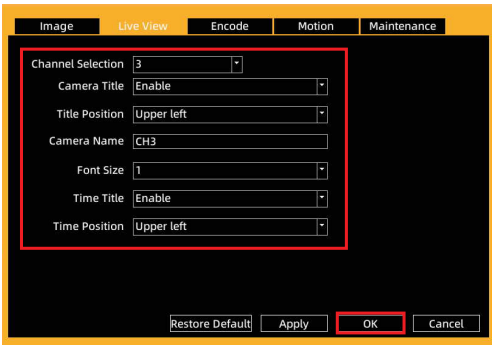 Image Live View Encode Motion Maintenance
Channel Selection 3
Camera Title Enable
Title Position Upper left
Camera Name CH3
Font Size 1
Time Title Enable
Time Position Upper left
Restore Default Apply OK Cancel